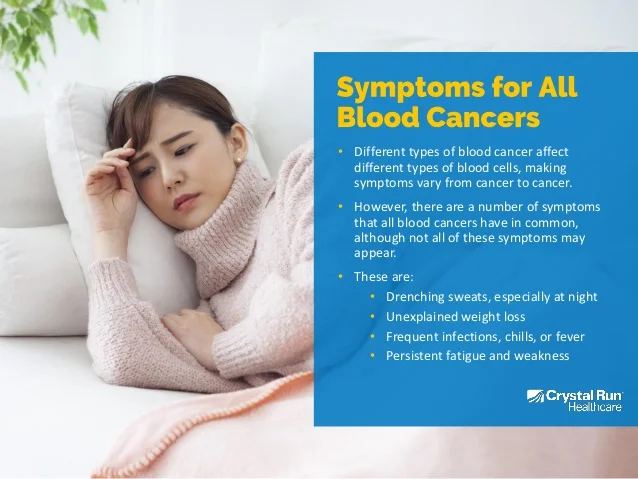 Symptoms for All
Blood Cancers
• Different types of blood cancer affect
different types of blood cells, making
symptoms vary from cancer to cancer.
• However, there are a number of symptoms
that all blood cancers have in common,
although not all of these symptoms may
appear.
• These are:
• Drenching sweats, especially at night
• Unexplained weight loss
• Frequent infections, chills, or fever
• Persistent fatigue and weakness
Crystal Run
Healthcare